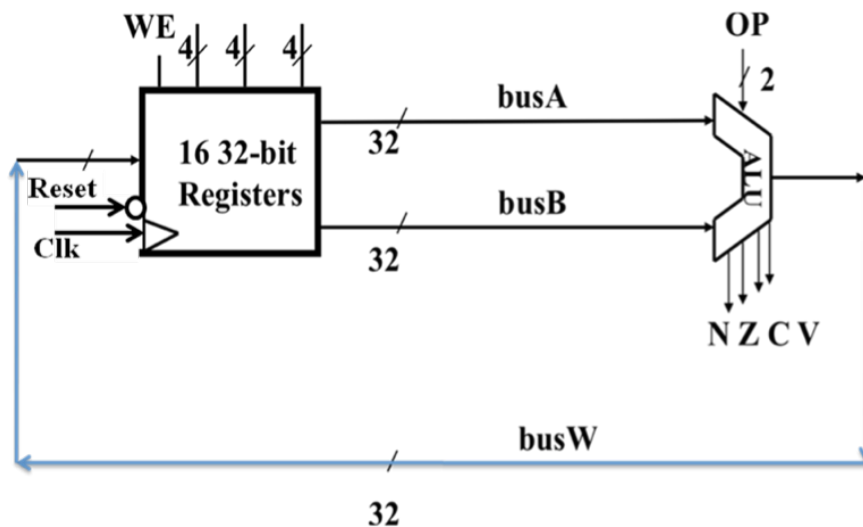 WE
4
4
4
OP
2
busA
32
16 32-bit
Registers
ALU
Reset
busB
Clk
32
N Z C V
busW
32